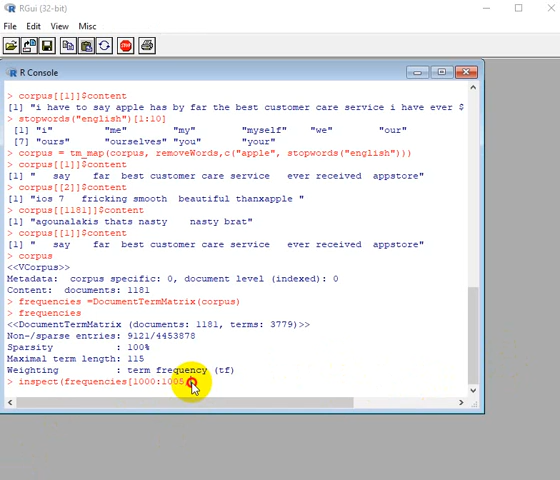 RGui (32-bit)
File Edit View Misc
STOP
R Console
> corpus[[1]]$content
[1] "i have to say apple has by far the best customer care service i have ever $
> stopwords("english")[1:10]
[1] "i" "me" "my" "myself" "we" "our"
[7] "ours" "ourselves" "you" "your"
> corpus = tm_map(corpus, removeWords,c("apple", stopwords("english")))
> corpus[[1]]$content
[1] " say far best customer care service ever received appstore"
> corpus[[2]]$content
[1] "ios 7 fricking smooth beautiful thanxapple "
> corpus[[1181]]$content
[1] "agounalakis thats nasty nasty brat"
> corpus[[1]]$content
[1] " say far best customer care service ever received appstore"
> corpus
<<VCorpus>>
Metadata: corpus specific: 0, document level (indexed): 0
Content: documents: 1181
> frequencies =DocumentTermMatrix(corpus)
> frequencies
<<DocumentTermMatrix (documents: 1181, terms: 3779)>>
Non-/sparse entries: 9121/4453878
Sparsity : 100%
Maximal term length: 115
Weighting : term frequency (tf)
> inspect(frequencies[1000:1005